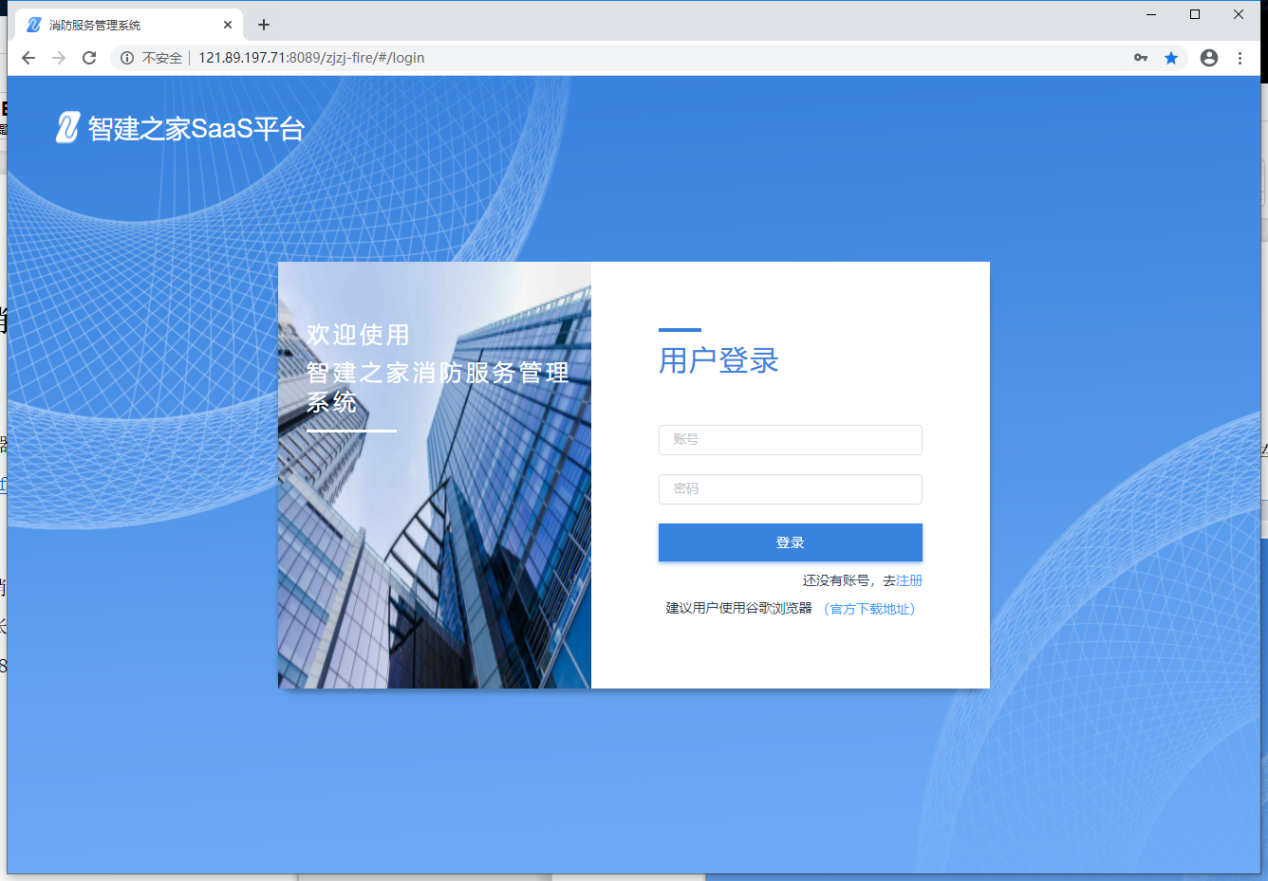 消防服务管理系统
不安全 121.89.197.71:8089/zjzj-fire/#/login
智建之家SaaS平台
欢迎使用
智建之家消防服务管理
系统
用户登录
账号
密码
登录
还没有账号，去注册
建议用户使用谷歌浏览器 （官方下载地址）